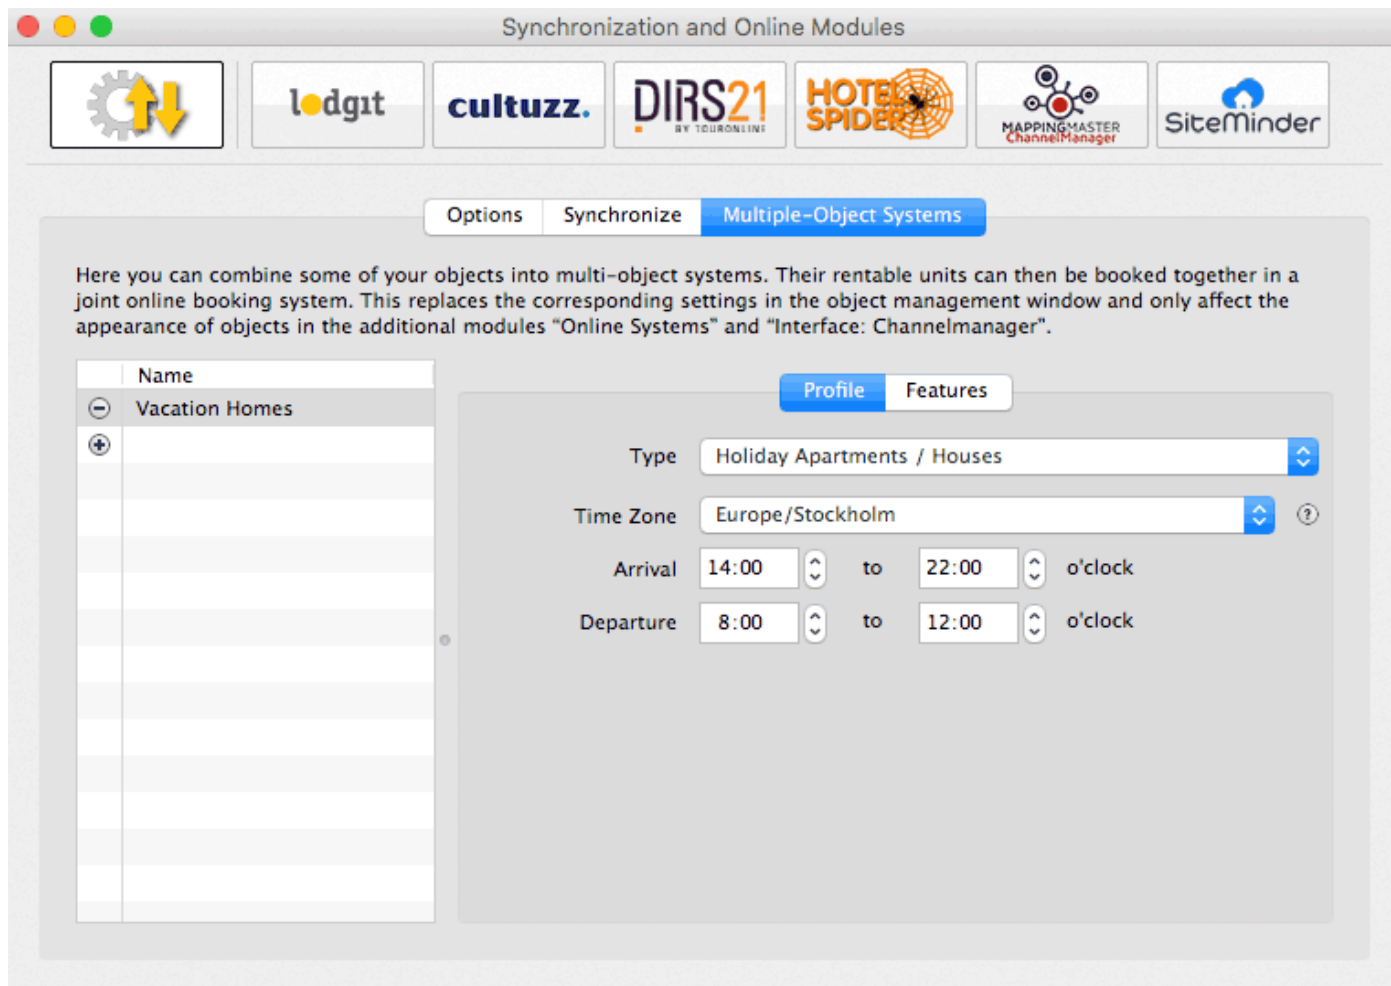 Synchronization and Online Modules
lodgit
cultuzz.
DIRS21
BY TOURONLINE
HOTEL
SPIDER
MAPPINGMASTER
ChannelManager
SiteMinder
Options
Synchronize
Multiple-Object Systems
Here you can combine some of your objects into multi-object systems. Their rentable units can then be booked together in a
joint online booking system. This replaces the corresponding settings in the object management window and only affect the
appearance of objects in the additional modules “Online Systems” and “Interface: Channelmanager”.
Name
Vacation Homes
Profile
Features
Type
Holiday Apartments / Houses
Time Zone
Europe/Stockholm
?
Arrival
14:00
to
22:00
o'clock
Departure
8:00
to
12:00
o'clock